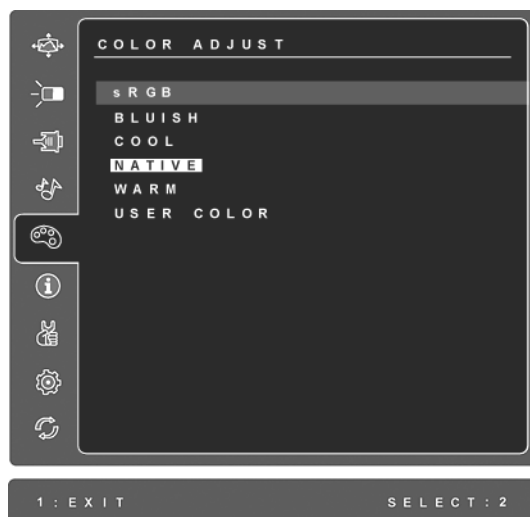 COLOR ADJUST
sRGB
BLUISH
COOL
NATIVE
WARM
USER COLOR
1:EXIT SELECT:2